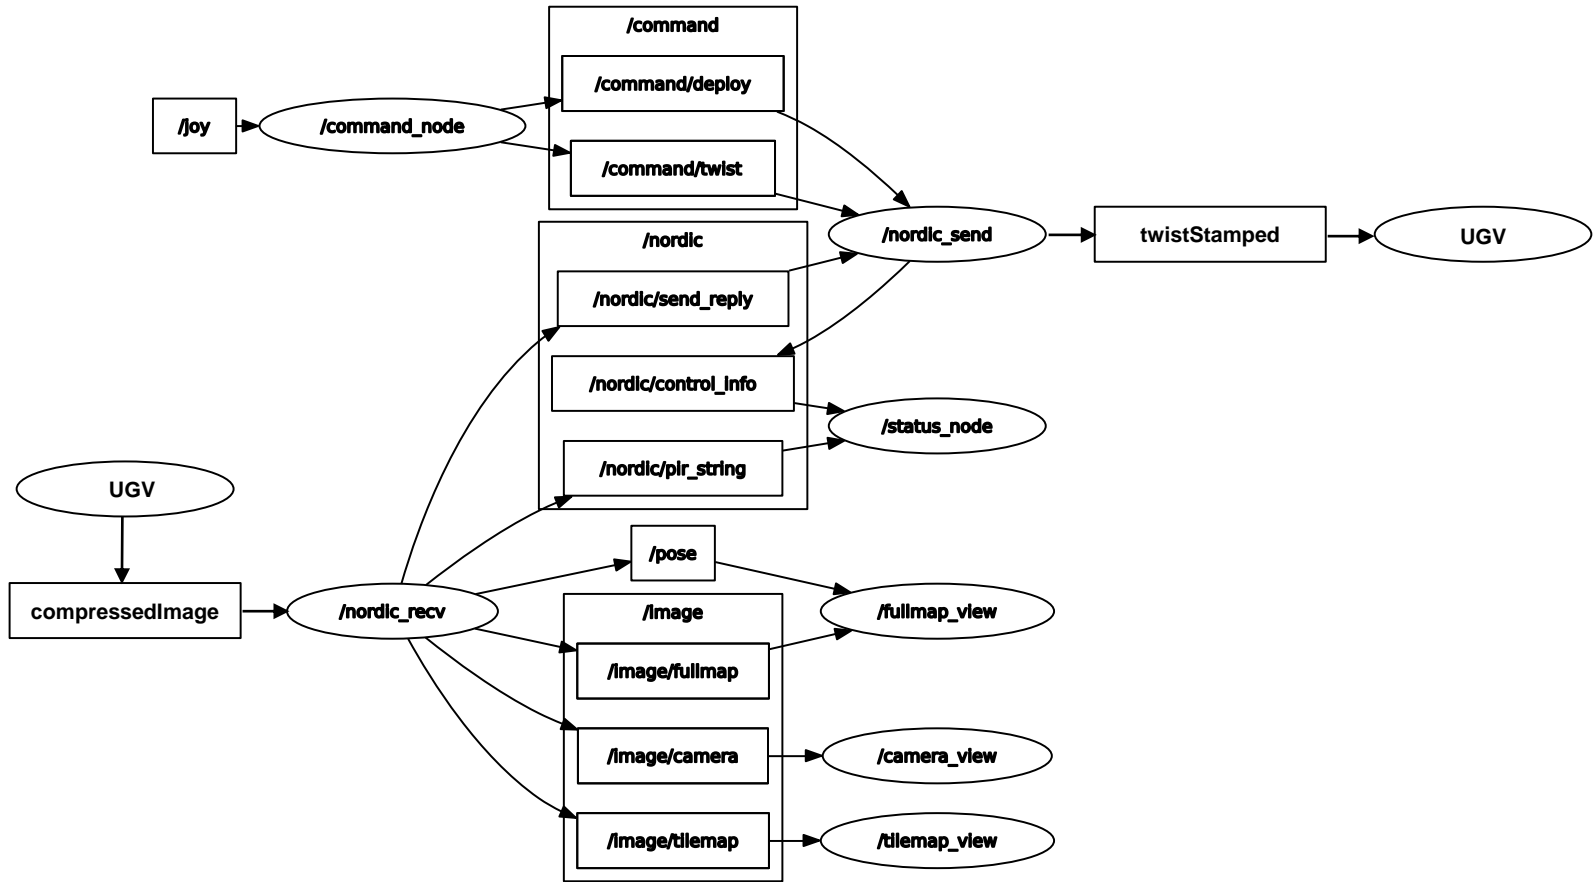 /command
/command/deploy
/joy
/command_node
/command/twist
/nordic_send
twistStamped
UGV
/nordic
/nordic/send_reply
/nordic/control_info
/status_node
/nordic/pir_string
UGV
/pose
compressedImage
/nordic_recv
/image
/fullmap_view
/image/fullmap
/image/camera
/camera_view
/image/tilemap
/tilemap_view